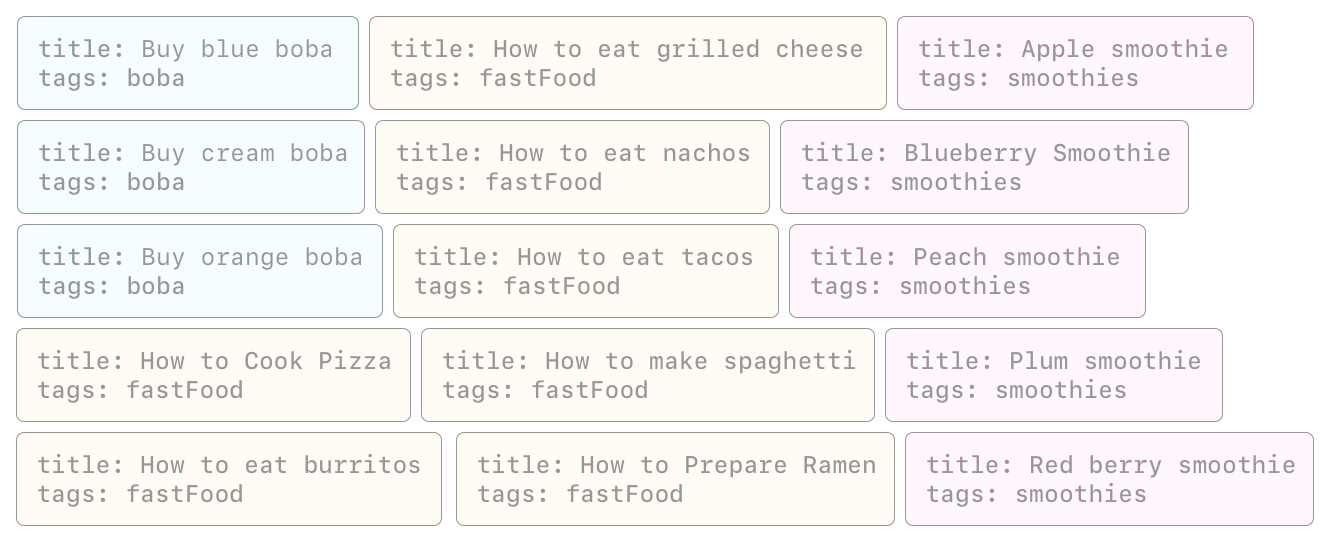 title: Buy blue boba
tags: boba
title: How to eat grilled cheese
tags: fastFood
title: Apple smoothie
tags: smoothies
title: Buy cream boba
tags: boba
title: How to eat nachos
tags: fastFood
title: Blueberry Smoothie
tags: smoothies
title: Buy orange boba
tags: boba
title: How to eat tacos
tags: fastFood
title: Peach smoothie
tags: smoothies
title: How to Cook Pizza
tags: fastFood
title: How to make spaghetti
tags: fastFood
title: Plum smoothie
tags: smoothies
title: How to eat burritos
tags: fastFood
title: How to Prepare Ramen
tags: fastFood
title: Red berry smoothie
tags: smoothies